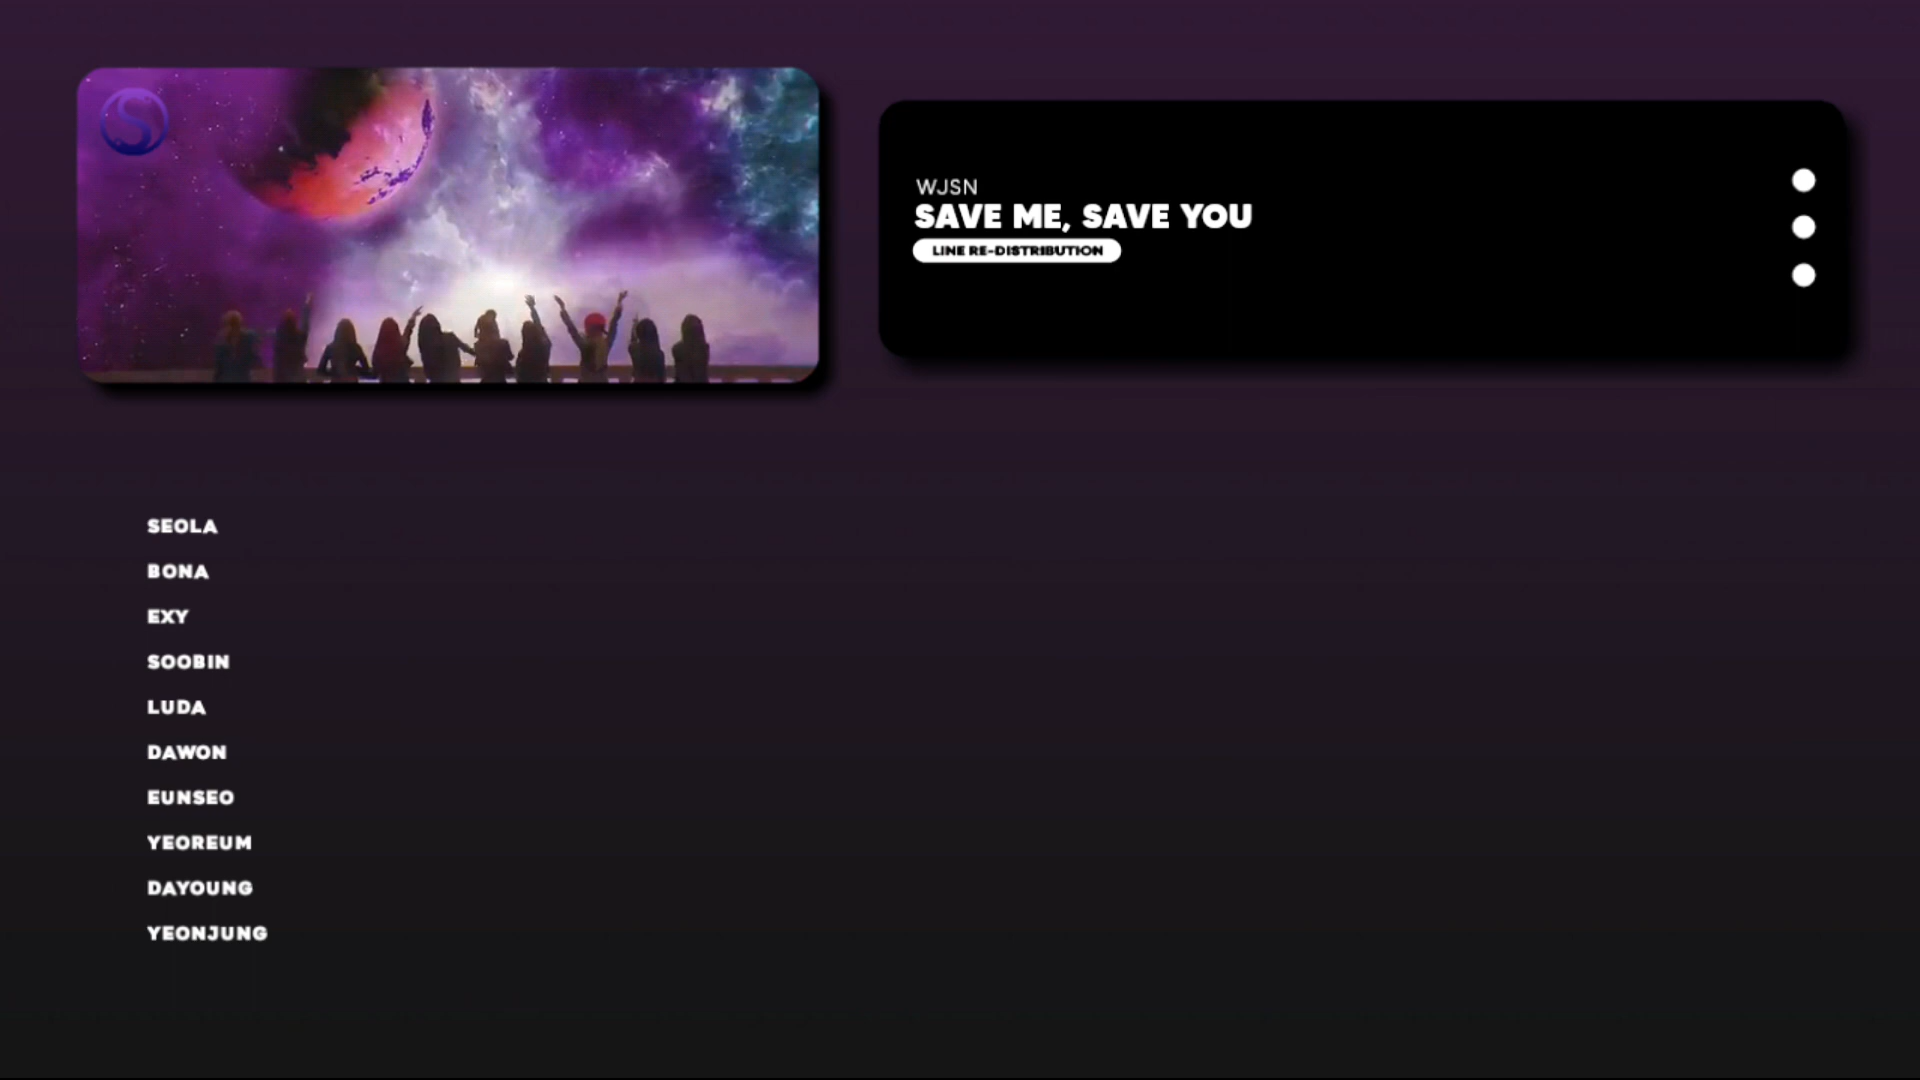 S
WJSN
SAVE ME, SAVE YOU
LINE RE-DISTRIBUTION
SEOLA
BONA
EXY
SOOBIN
LUDA
DAWON
EUNSEO
YEOREUM
DAYOUNG
YEONJUNG